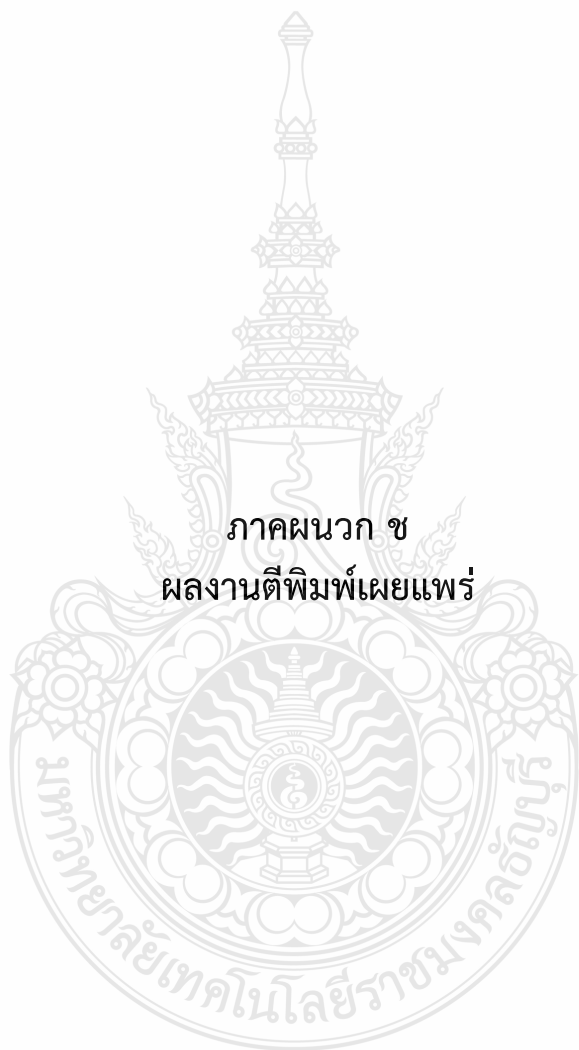 ภาคผนวก ช
ผลงานตีพิมพ์เผยแพร่
มหาวิทยาลัยเทคโนโลยีราชมงคลธัญบุรี